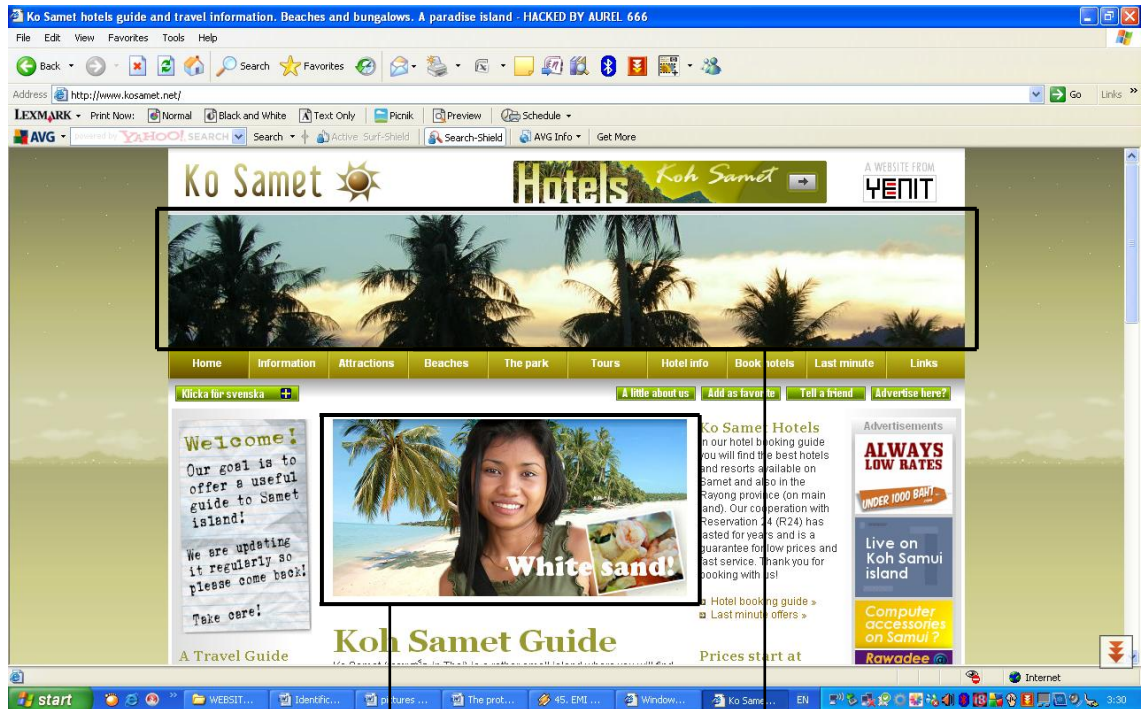 Ko Samet hotels guide and travel information. Beaches and bungalows. A paradise island - HACKED BY AUREL 666
File Edit View Favorites Tools Help
Back Search Favorites
Address http://www.kosamet.net/ Go Links »
LEXMARK Print Now: Normal Black and White Text Only Picnik Preview Schedule
AVG powered by YAHOO! SEARCH Search Active Surf-Shield Search-Shield AVG Info Get More
Ko Samet
Hotels Koh Samet
A WEBSITE FROM
YENIT
Home Information Attractions Beaches The park Tours Hotel info Book hotels Last minute Links
Klicka för svenska
A little about us Add as favorite Tell a friend Advertise here?
Welcome!
Our goal is to
offer a useful
guide to Samet
island!
We are updating
it regularly so
please come back!
Take care!
A Travel Guide
White sand!
Koh Samet Guide
Ko Samet Hotels
In our hotel booking guide
you will find the best hotels
and resorts available on
Samet and also in the
Rayong province (on main
land). Our cooperation with
Reservation 24 (R24) has
lasted for years and is a
guarantee for low prices and
fast service. Thank you for
booking with us!
Hotel booking guide »
Last minute offers »
Prices start at
Advertisements
ALWAYS
LOW RATES
UNDER 1000 BAHT
Live on
Koh Samui
island
Computer
accessories
on Samui ?
Rawadee
Internet
start WEBSIT... Identific... pictures ... The prot... 45. EMI ... Window... Ko Same... EN 3:30